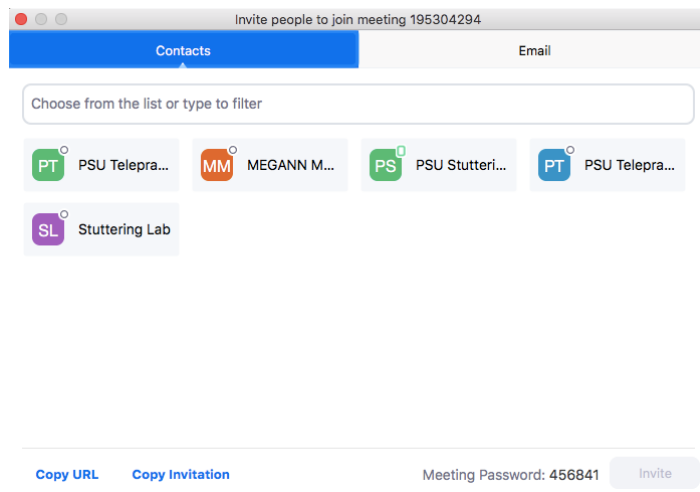 Invite people to join meeting 195304294
Contacts Email
Choose from the list or type to filter
PT PSU Telepra... MM MEGANN M... PS PSU Stutteri... PT PSU Telepra...
SL Stuttering Lab
Copy URL Copy Invitation Meeting Password: 456841 Invite